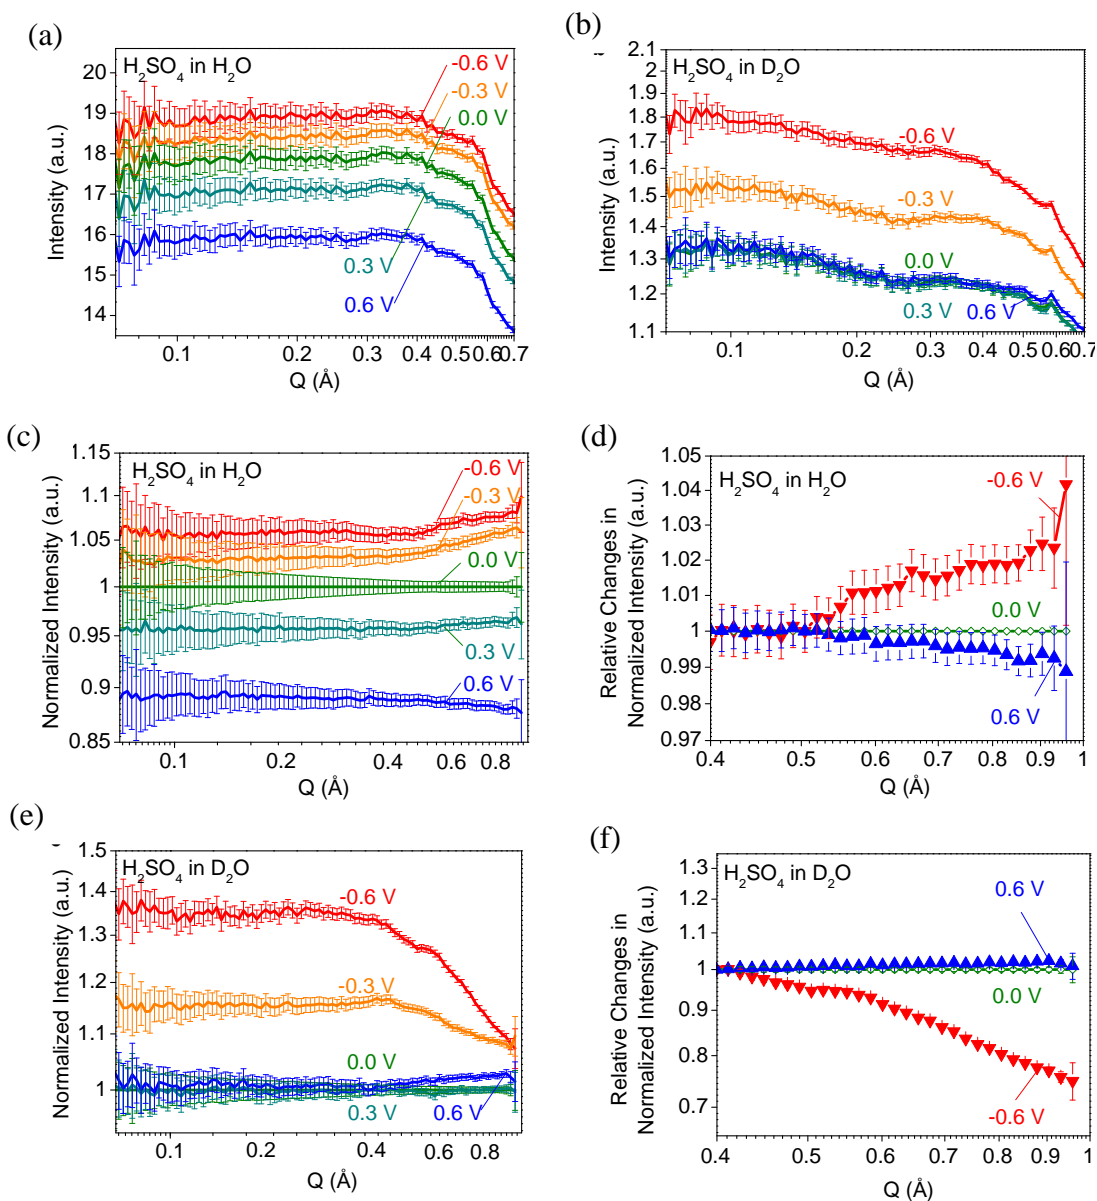 (a)
H2SO4 in H2O
-0.6 V
-0.3 V
0.0 V
0.3 V
0.6 V
20
19
18
17
16
15
14
Intensity (a.u.)
0.1 0.2 0.3 0.4 0.5 0.6 0.7
Q (Å)
(b)
H2SO4 in D2O
-0.6 V
-0.3 V
0.0 V
0.3 V 0.6 V
2.1
2
1.9
1.8
1.7
1.6
1.5
1.4
1.3
1.2
1.1
Intensity (a.u.)
0.1 0.2 0.3 0.4 0.5 0.6 0.7
Q (Å)
(c)
H2SO4 in H2O
-0.6 V
-0.3 V
0.0 V
0.3 V
0.6 V
1.15
1.10
1.05
1
0.95
0.9
0.85
Normalized Intensity (a.u.)
0.1 0.2 0.4 0.6 0.8
Q (Å)
(d)
H2SO4 in H2O
-0.6 V
0.0 V
0.6 V
1.05
1.04
1.03
1.02
1.01
1
0.99
0.98
0.97
Relative Changes in
Normalized Intensity (a.u.)
0.4 0.5 0.6 0.7 0.8 0.9 1
Q (Å)
(e)
H2SO4 in D2O
-0.6 V
-0.3 V
0.0 V
0.3 V 0.6 V
1.5
1.4
1.3
1.2
1.1
1
Normalized Intensity (a.u.)
0.1 0.2 0.4 0.6 0.8 1
Q (Å)
(f)
H2SO4 in D2O
0.6 V
0.0 V
-0.6 V
1.3
1.2
1.1
1
0.9
0.8
0.7
Relative Changes in
Normalized Intensity (a.u.)
0.4 0.5 0.6 0.7 0.8 0.9 1
Q (Å)